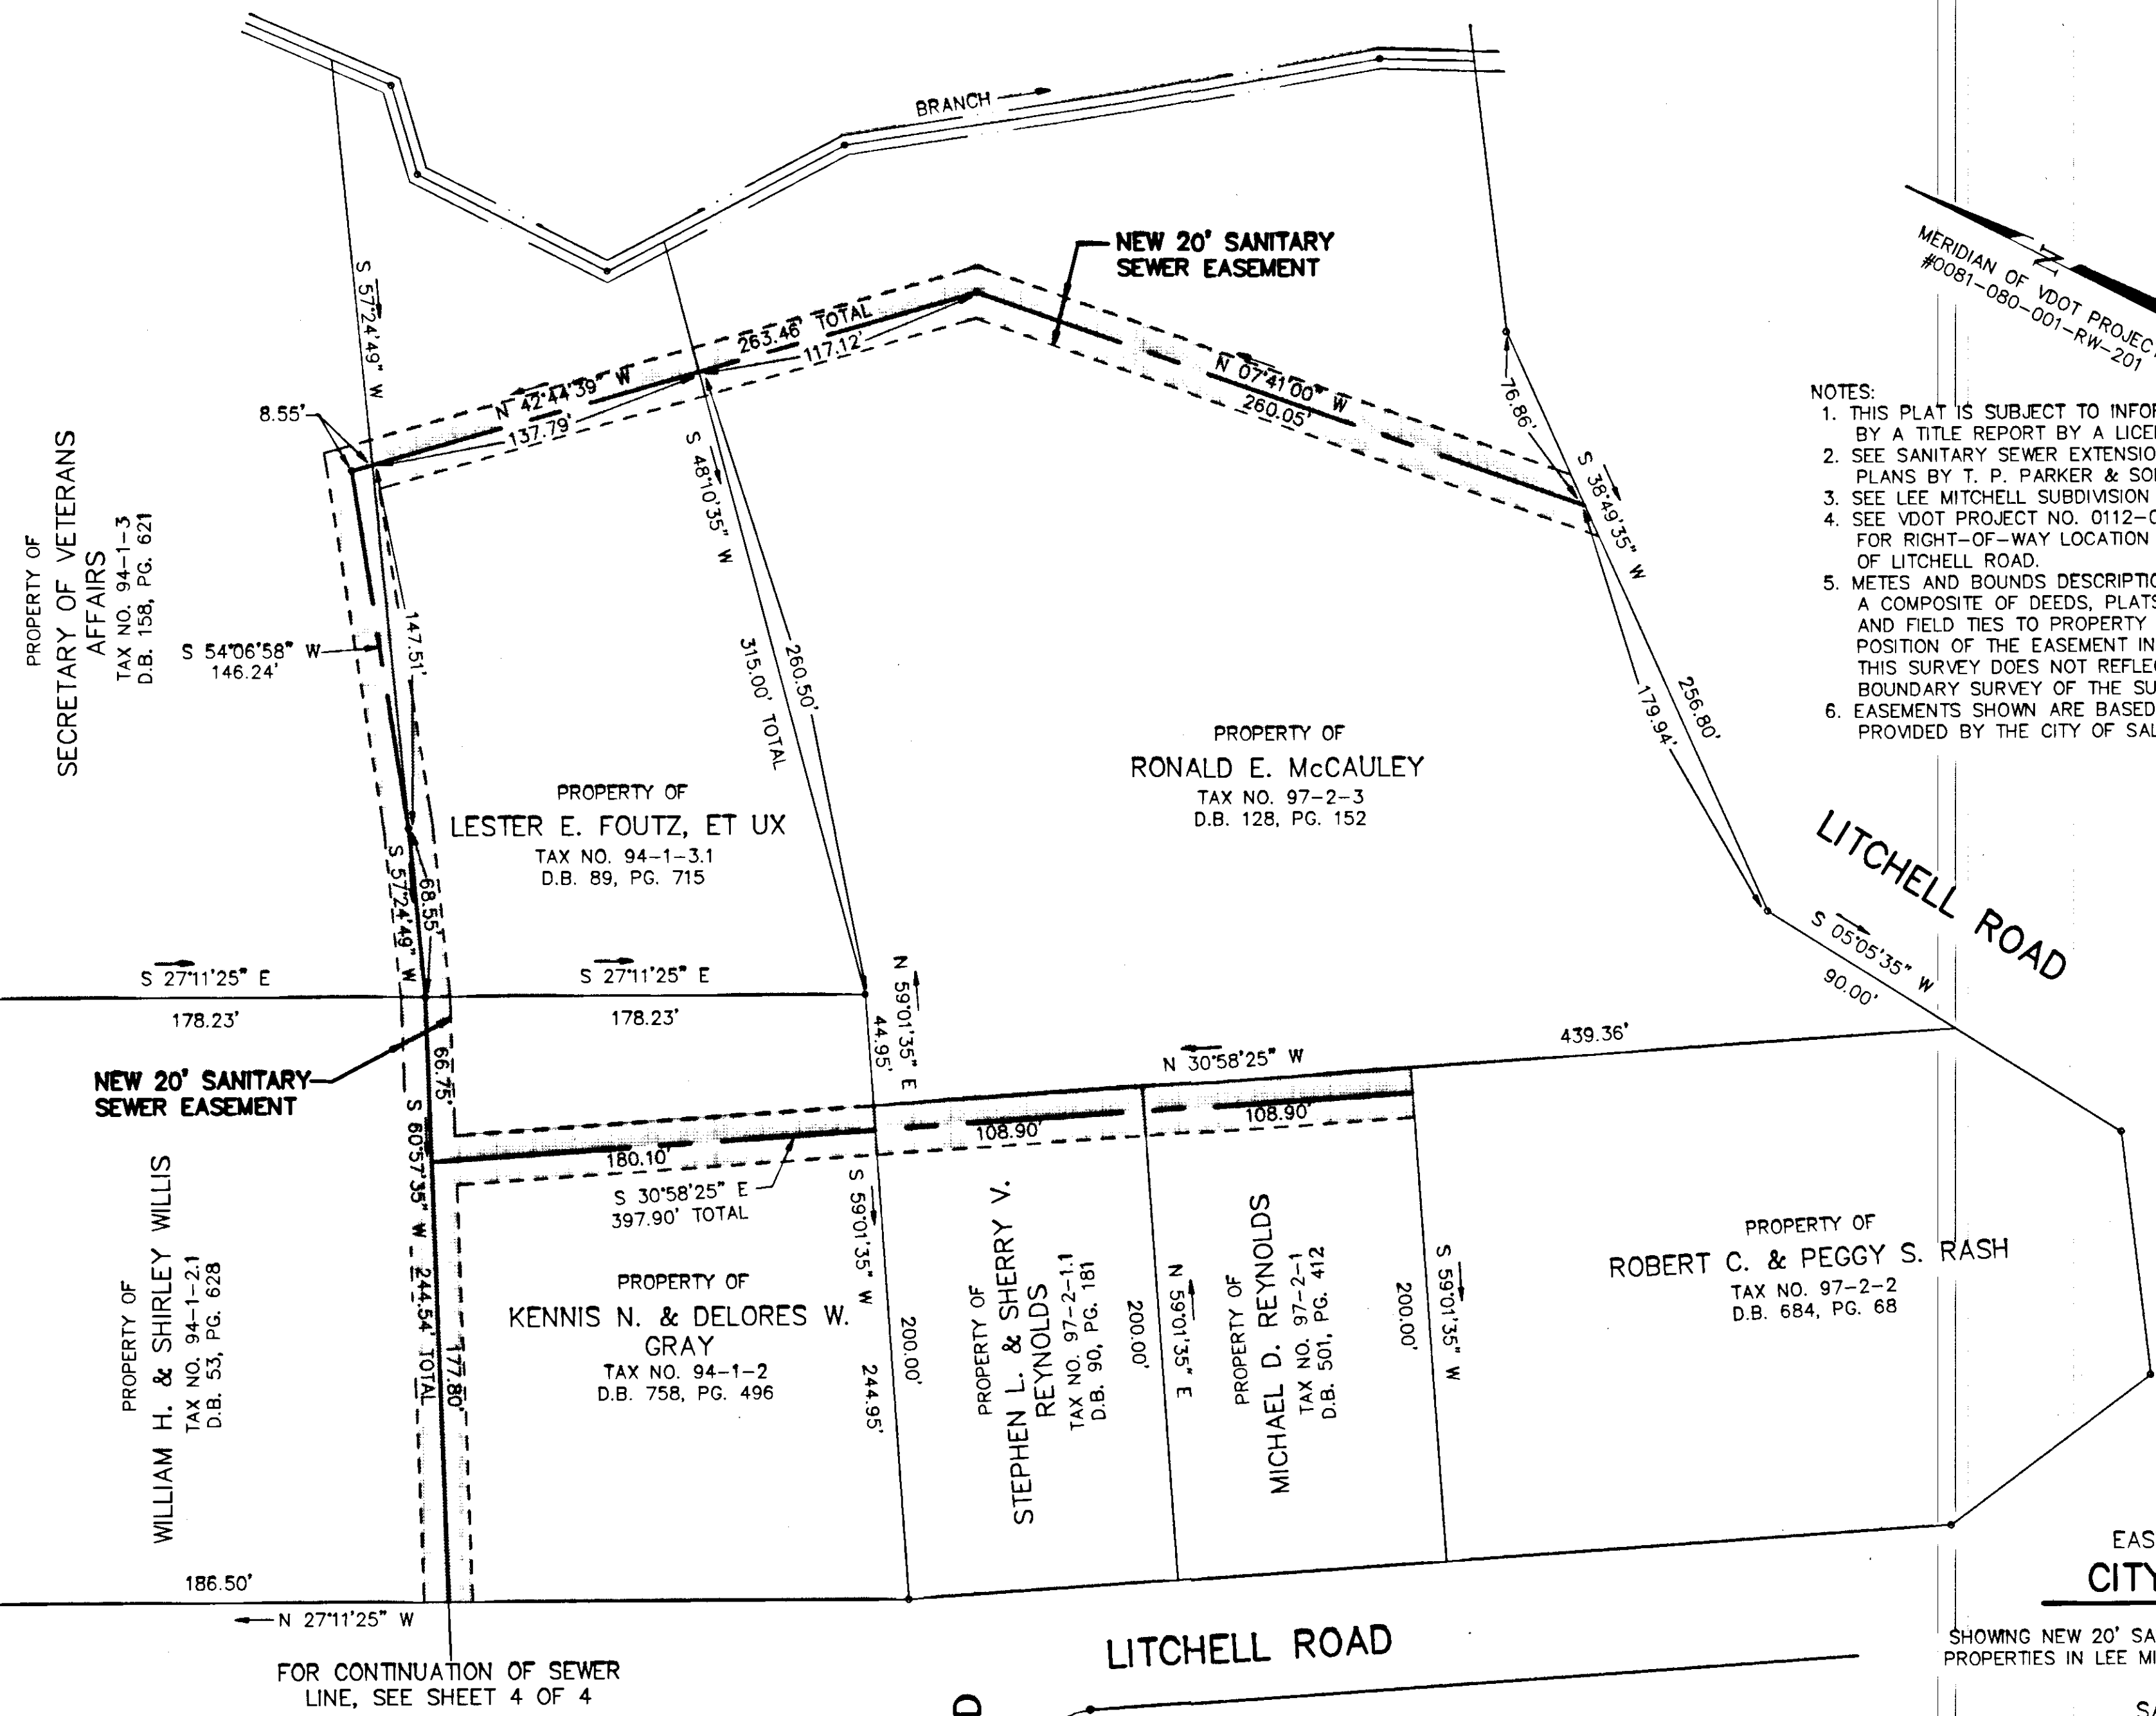 BRANCH
NEW 20' SANITARY
SEWER EASEMENT
MERIDIAN OF VDOT PROJECT
#0081-080-001-RW-201
N
S 57°24'49" W
8.55'
N 42°44'39" W
137.79'
263.46' TOTAL
117.12'
N 07°41'00" W
260.05'
76.86'
S 38°49'35" W
S 48°10'35" W
315.00' TOTAL
260.50'
179.94'
256.80'
NOTES:
1. THIS PLAT IS SUBJECT TO INFOR
BY A TITLE REPORT BY A LICE
2. SEE SANITARY SEWER EXTENSIO
PLANS BY T. P. PARKER & SO
3. SEE LEE MITCHELL SUBDIVISION
4. SEE VDOT PROJECT NO. 0112-0
FOR RIGHT-OF-WAY LOCATION
OF LITCHELL ROAD.
5. METES AND BOUNDS DESCRIPTIO
A COMPOSITE OF DEEDS, PLATS
AND FIELD TIES TO PROPERTY
POSITION OF THE EASEMENT IN
THIS SURVEY DOES NOT REFLEC
BOUNDARY SURVEY OF THE SU
6. EASEMENTS SHOWN ARE BASED
PROVIDED BY THE CITY OF SAL
PROPERTY OF
SECRETARY OF VETERANS
AFFAIRS
TAX NO. 94-1-3
D.B. 158, PG. 621
S 54°06'58" W
146.24'
147.51'
PROPERTY OF
LESTER E. FOUTZ, ET UX
TAX NO. 94-1-3.1
D.B. 89, PG. 715
PROPERTY OF
RONALD E. McCAULEY
TAX NO. 97-2-3
D.B. 128, PG. 152
LITCHELL ROAD
S 05°05'35" W
90.00'
S 57°24'49" W
68.55'
S 27°11'25" E
178.23'
S 27°11'25" E
178.23'
N 59°01'35" E
44.95'
N 30°58'25" W
439.36'
NEW 20' SANITARY
SEWER EASEMENT
66.75'
S 60°57'35" W 244.54' TOTAL
177.80'
180.10'
108.90'
108.90'
S 30°58'25" E
397.90' TOTAL
S 59°01'35" W 244.95'
200.00'
PROPERTY OF
WILLIAM H. & SHIRLEY WILLIS
TAX NO. 94-1-2.1
D.B. 53, PG. 628
PROPERTY OF
KENNIS N. & DELORES W.
GRAY
TAX NO. 94-1-2
D.B. 758, PG. 496
PROPERTY OF
STEPHEN L. & SHERRY V.
REYNOLDS
TAX NO. 97-2-1.1
D.B. 90, PG. 181
200.00'
N 59°01'35" E
PROPERTY OF
MICHAEL D. REYNOLDS
TAX NO. 97-2-1
D.B. 501, PG. 412
200.00'
S 59°01'35" W
PROPERTY OF
ROBERT C. & PEGGY S. RASH
TAX NO. 97-2-2
D.B. 684, PG. 68
186.50'
N 27°11'25" W
FOR CONTINUATION OF SEWER
LINE, SEE SHEET 4 OF 4
LITCHELL ROAD
D
EAS
CITY
SHOWING NEW 20' SA
PROPERTIES IN LEE MI
SA